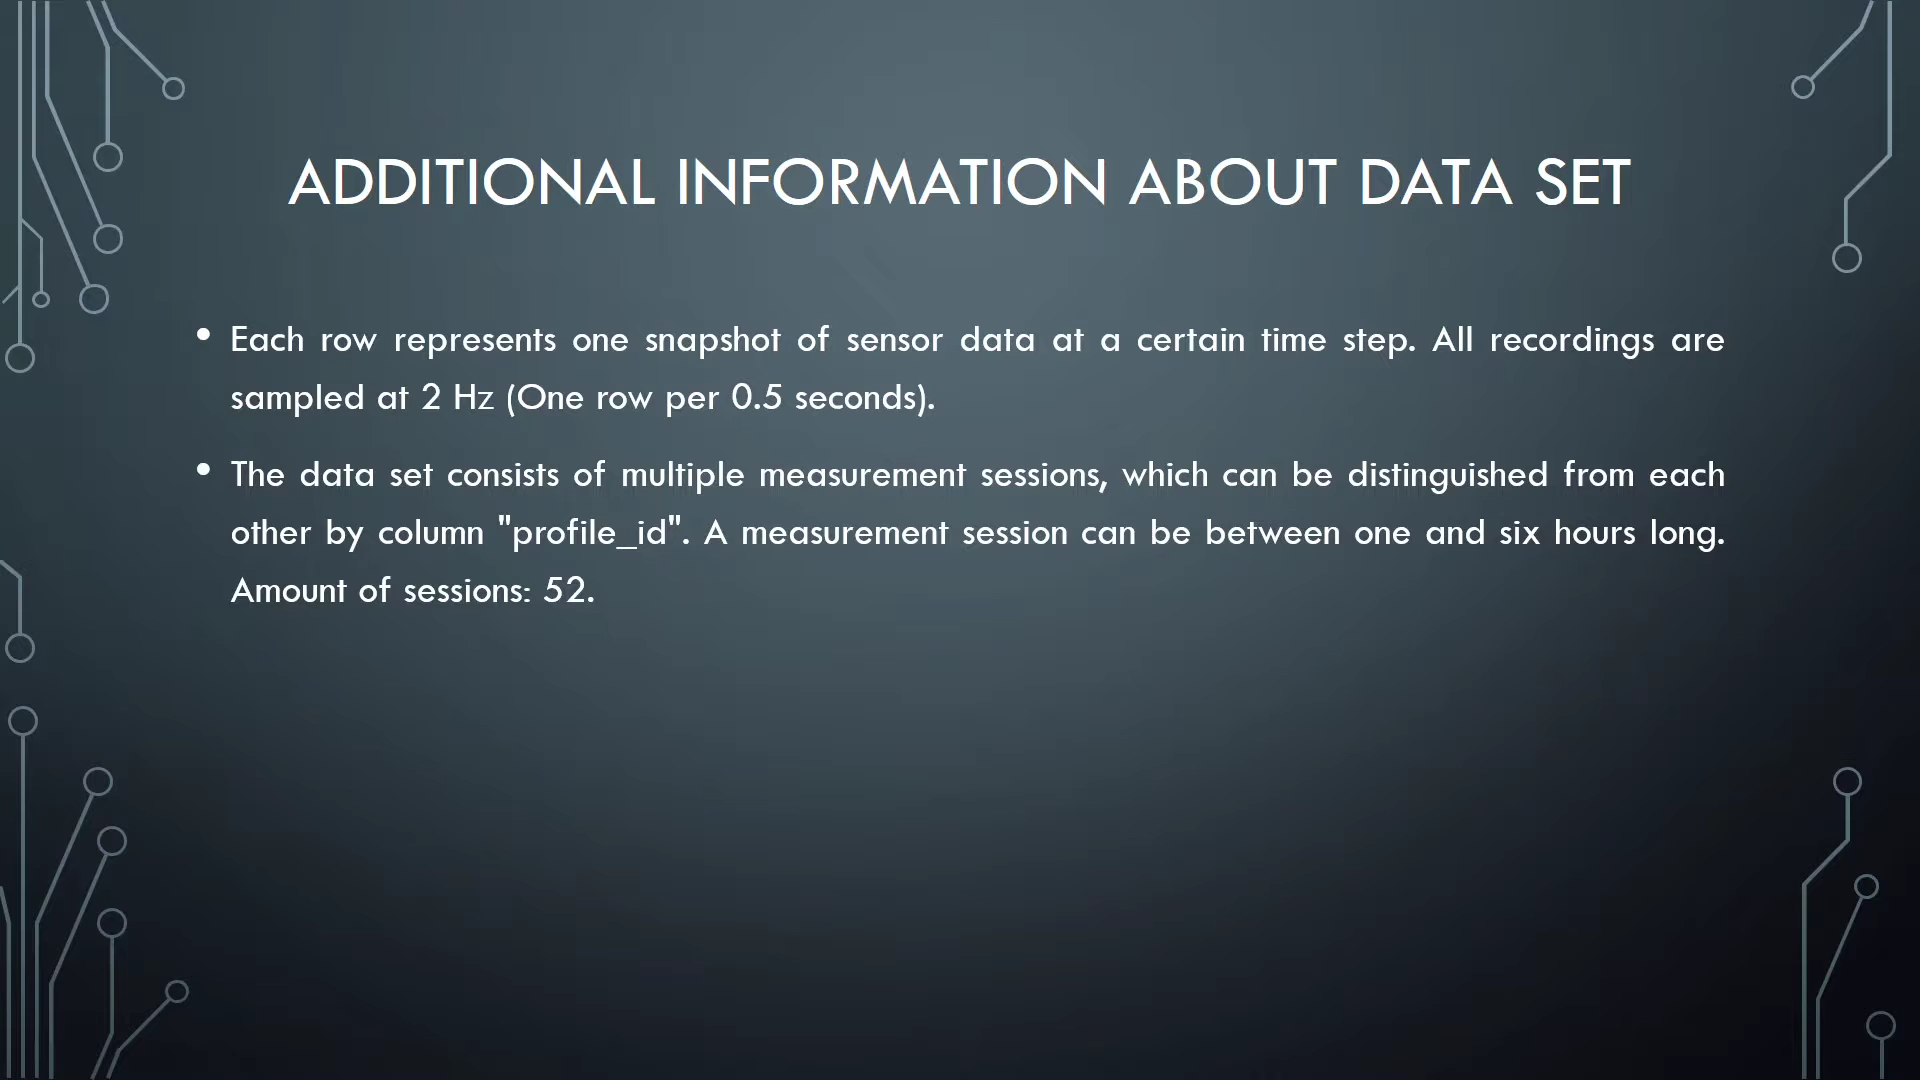 ADDITIONAL INFORMATION ABOUT DATA SET
• Each row represents one snapshot of sensor data at a certain time step. All recordings are
sampled at 2 Hz (One row per 0.5 seconds).
• The data set consists of multiple measurement sessions, which can be distinguished from each
other by column "profile_id". A measurement session can be between one and six hours long.
Amount of sessions: 52.